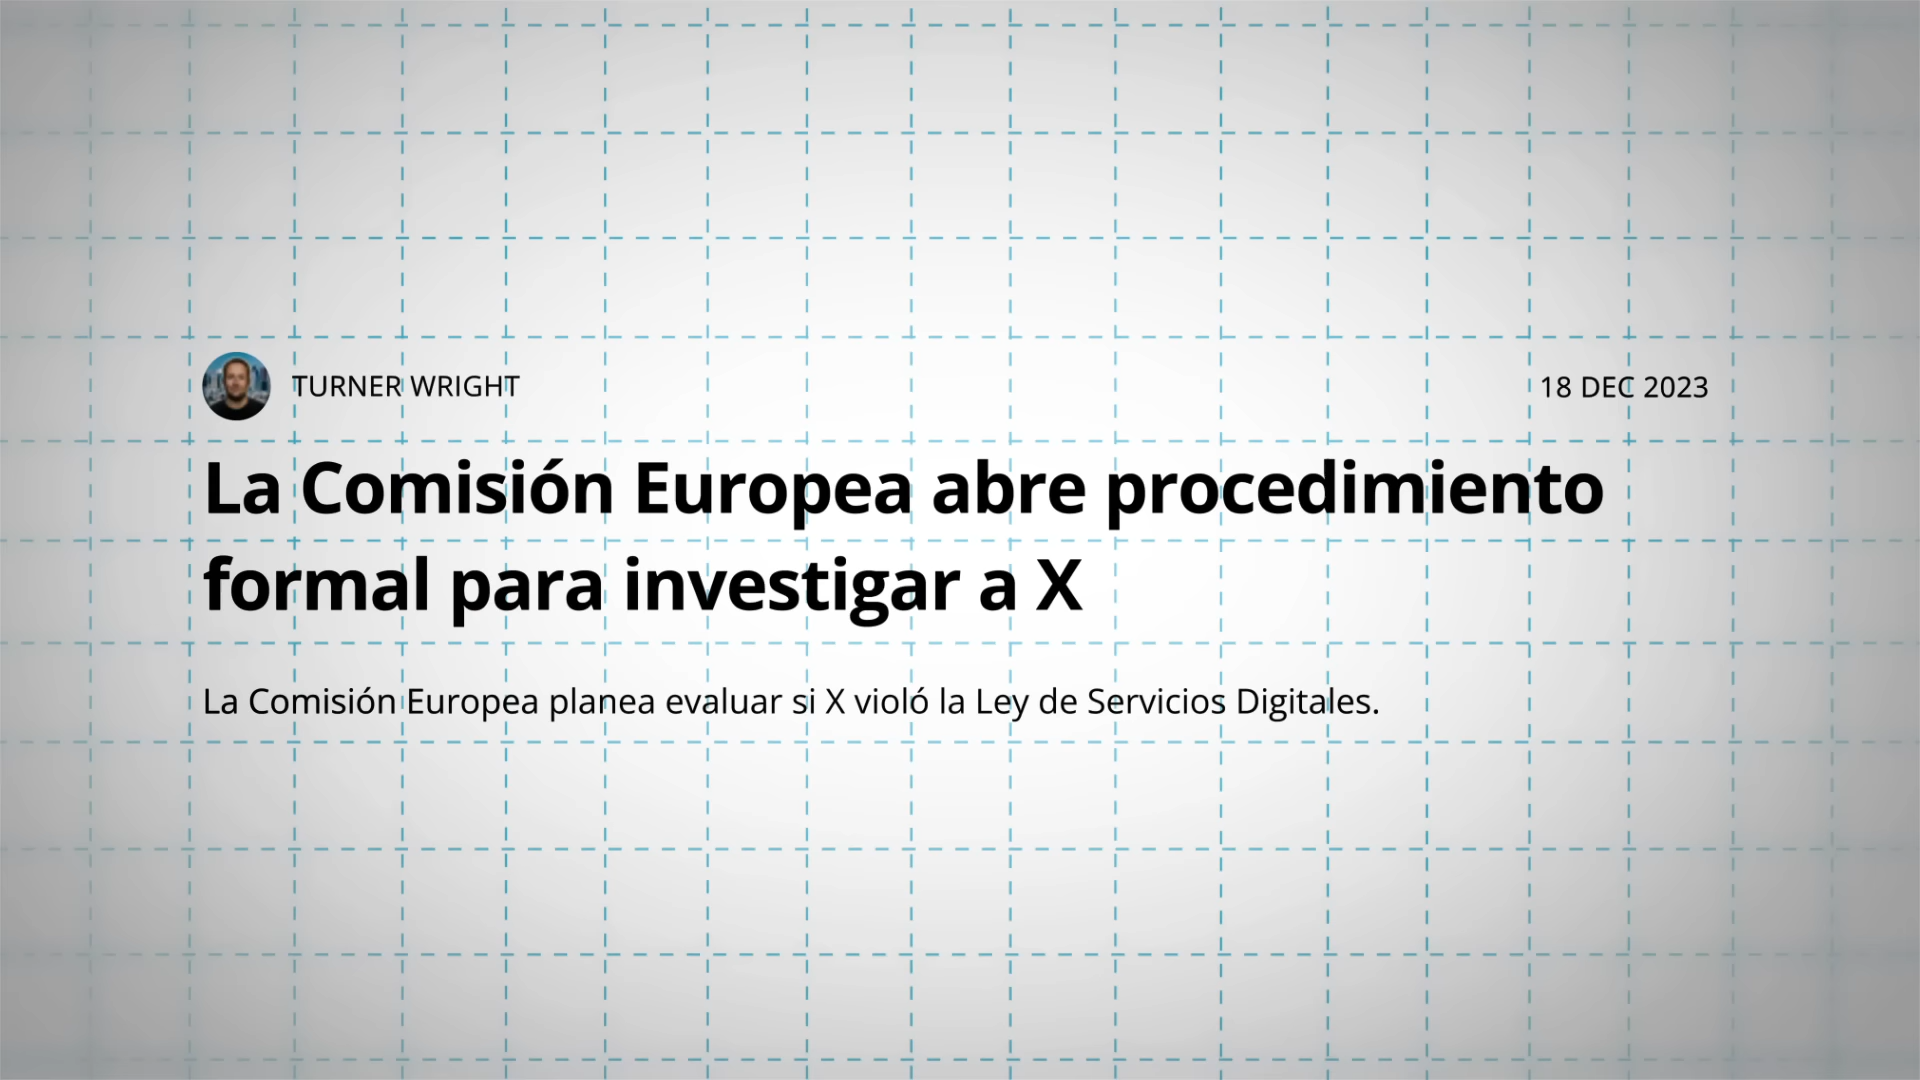 TURNER WRIGHT
18 DEC 2023
La Comisión Europea abre procedimiento
formal para investigar a X
La Comisión Europea planea evaluar si X violó la Ley de Servicios Digitales.